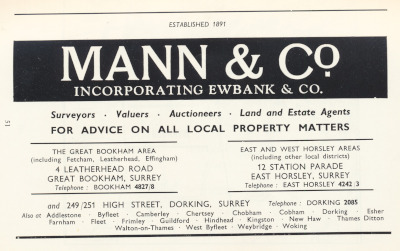 ESTABLISHED 1891
MANN & Co.
INCORPORATING EWBANK & CO.
Surveyors · Valuers · Auctioneers · Land and Estate Agents
FOR ADVICE ON ALL LOCAL PROPERTY MATTERS
THE GREAT BOOKHAM AREA
(including Fetcham, Leatherhead, Effingham)
4 LEATHERHEAD ROAD
GREAT BOOKHAM, SURREY
Telephone : BOOKHAM 4827/8
EAST AND WEST HORSLEY AREAS
(including other local districts)
12 STATION PARADE
EAST HORSLEY, SURREY
Telephone : EAST HORSLEY 4242/3
and 249/251 HIGH STREET, DORKING, SURREY Telephone : DORKING 2085
Also at Addlestone · Byfleet · Camberley · Chertsey · Chobham · Cobham · Dorking · Esher
Farnham · Fleet · Frimley · Guildford · Hindhead · Kingston · New Haw · Thames Ditton
Walton-on-Thames · West Byfleet · Weybridge · Woking
51